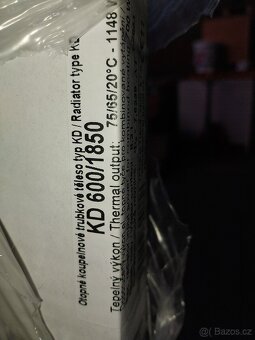 Otopné koupelnové trubkové těleso typ KD / Radiator type KD
KD 600/1850
Tepelný výkon / Thermal output: 75/65/20°C - 1148
© Bazos.cz